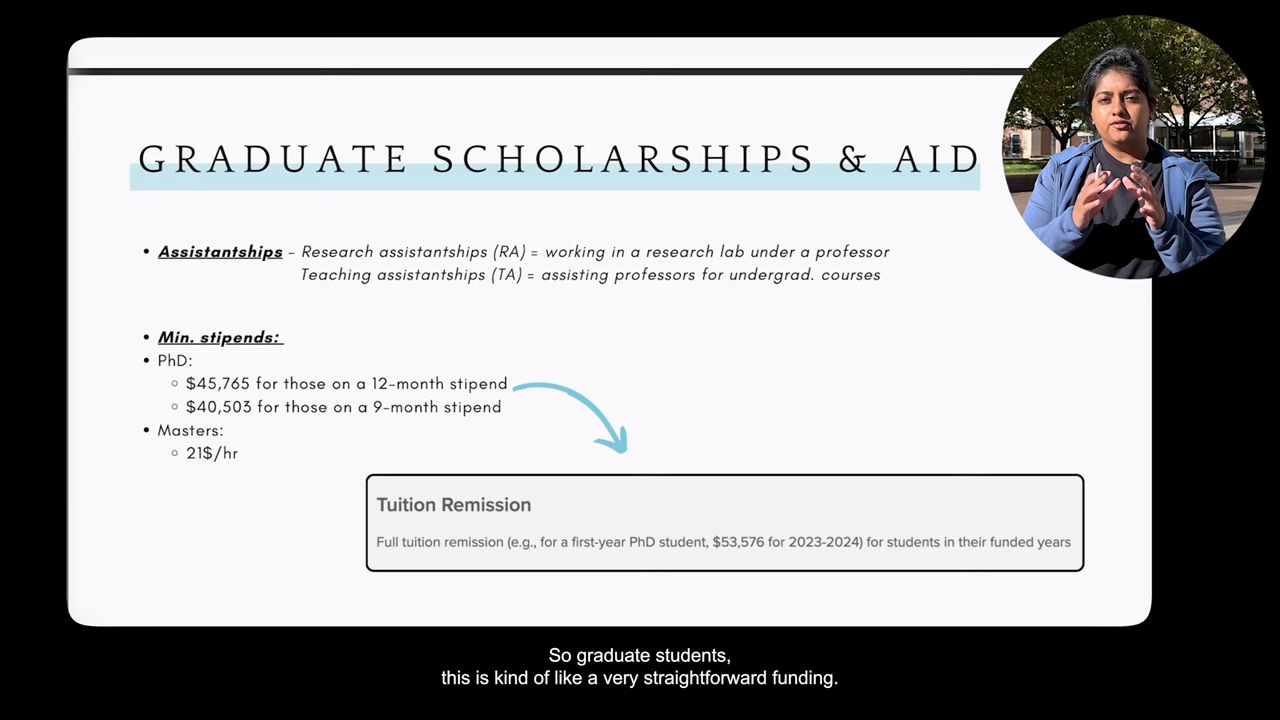 GRADUATE SCHOLARSHIPS & AID
• Assistantships – Research assistantships (RA) = working in a research lab under a professor
Teaching assistantships (TA) = assisting professors for undergrad. courses
• Min. stipends:
• PhD:
◦ $45,765 for those on a 12-month stipend
◦ $40,503 for those on a 9-month stipend
• Masters:
◦ 21$/hr
Tuition Remission
Full tuition remission (e.g., for a first-year PhD student, $53,576 for 2023-2024) for students in their funded years
So graduate students,
this is kind of like a very straightforward funding.